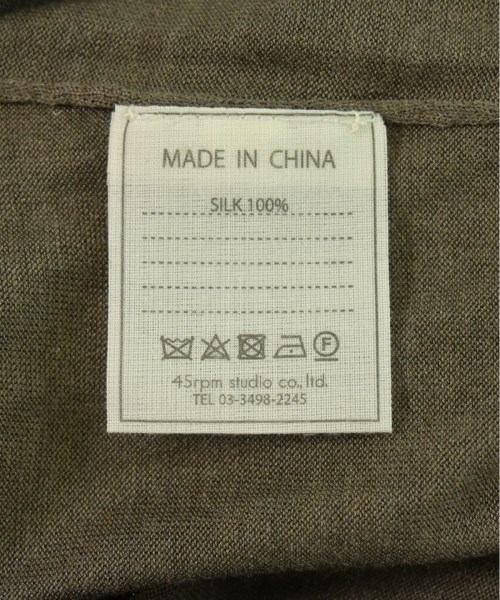 MADE IN CHINA
SILK 100%
F
45rpm studio co.,ltd.
TEL 03-3498-2245